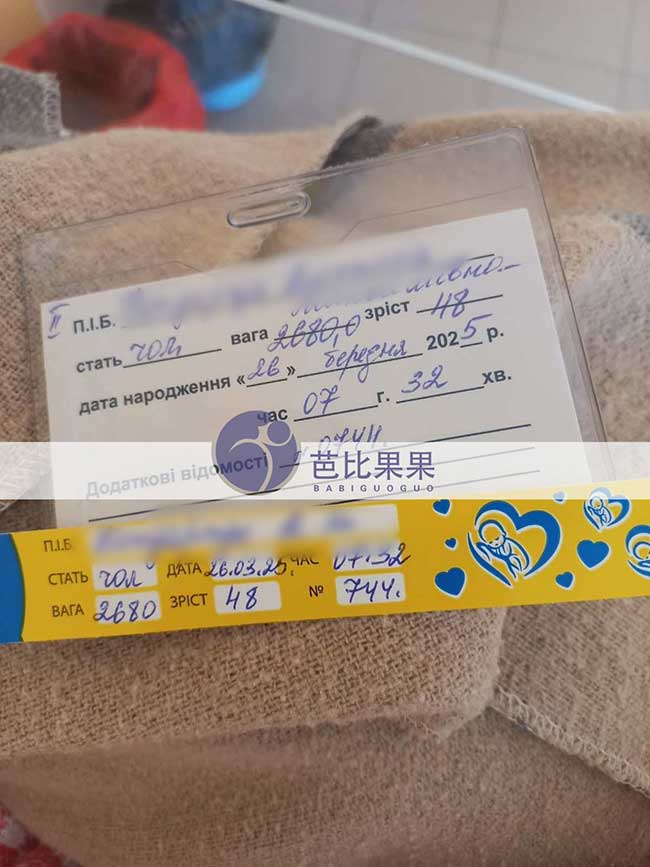 II П.І.Б.
стать чол вага 2680,0 зріст 48
дата народження «26» березня 2025 р.
час 07 г. 32 хв.
Додаткові відомості
芭比果果
BABIGUOGUO
П.І.Б.
СТАТЬ чол ДАТА 26.03.25. ЧАС 07:32
ВАГА 2680 ЗРІСТ 48 № 744.